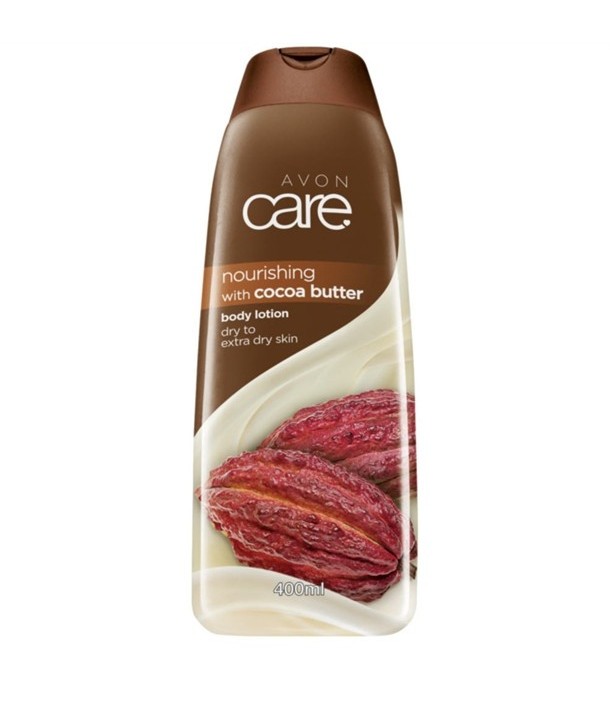 AVON
care.
nourishing
with cocoa butter
body lotion
dry to
extra dry skin
400ml